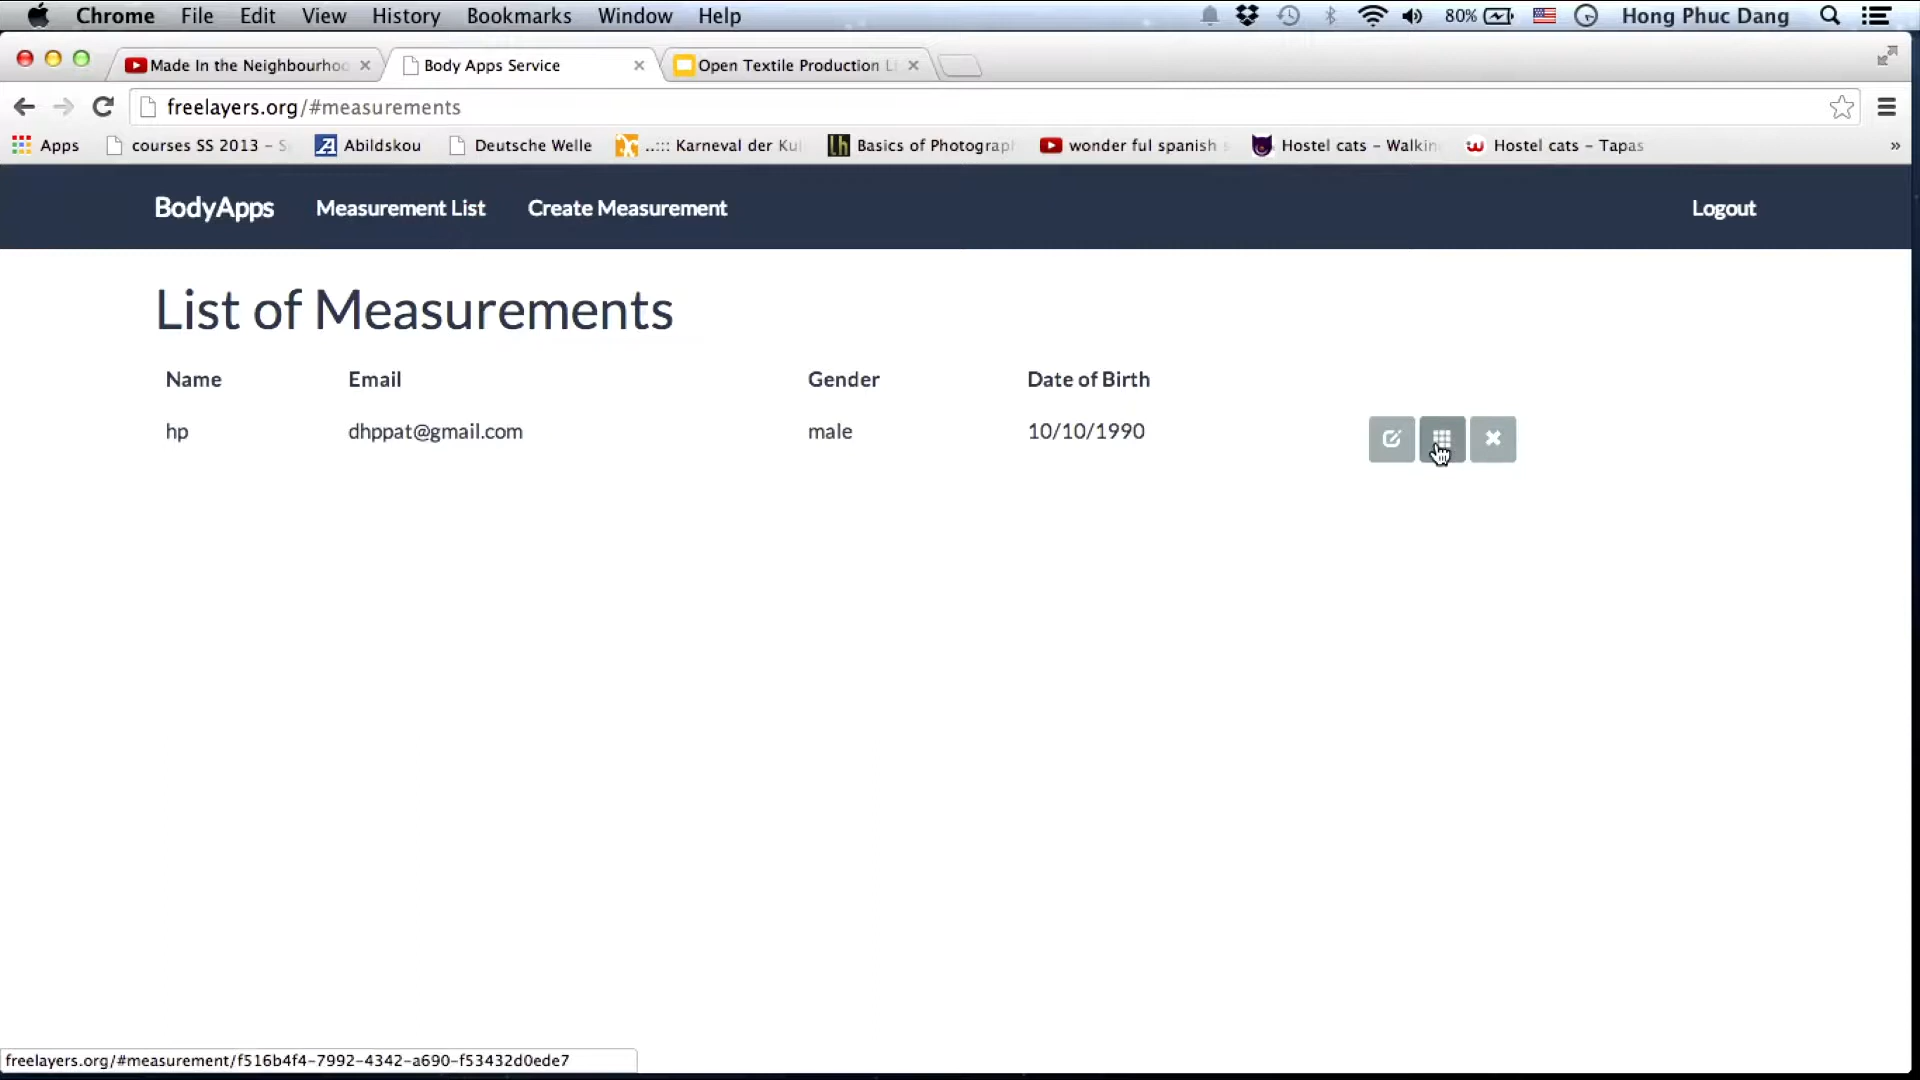 Chrome File Edit View History Bookmarks Window Help 80% Hong Phuc Dang
Made In the Neighbourhoo Body Apps Service Open Textile Production L
freelayers.org/#measurements
Apps courses SS 2013 – S Abildskou Deutsche Welle ..::: Karneval der Ku Basics of Photograph wonder ful spanish Hostel cats – Walkin Hostel cats – Tapas »
BodyApps Measurement List Create Measurement Logout
List of Measurements
Name Email Gender Date of Birth
hp dhppat@gmail.com male 10/10/1990
freelayers.org/#measurement/f516b4f4-7992-4342-a690-f53432d0ede7